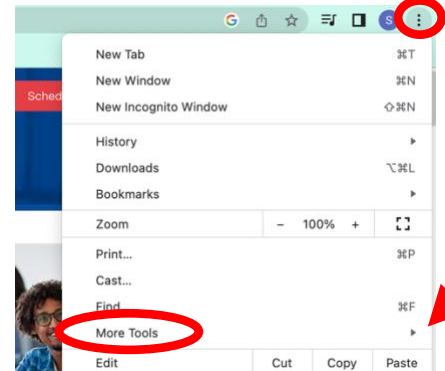 G S
Sched
New Tab ⌘T
New Window ⌘N
New Incognito Window ⇧⌘N
History
Downloads ⌥⌘L
Bookmarks
Zoom - 100% +
Print... ⌘P
Cast...
Find... ⌘F
More Tools
Edit Cut Copy Paste